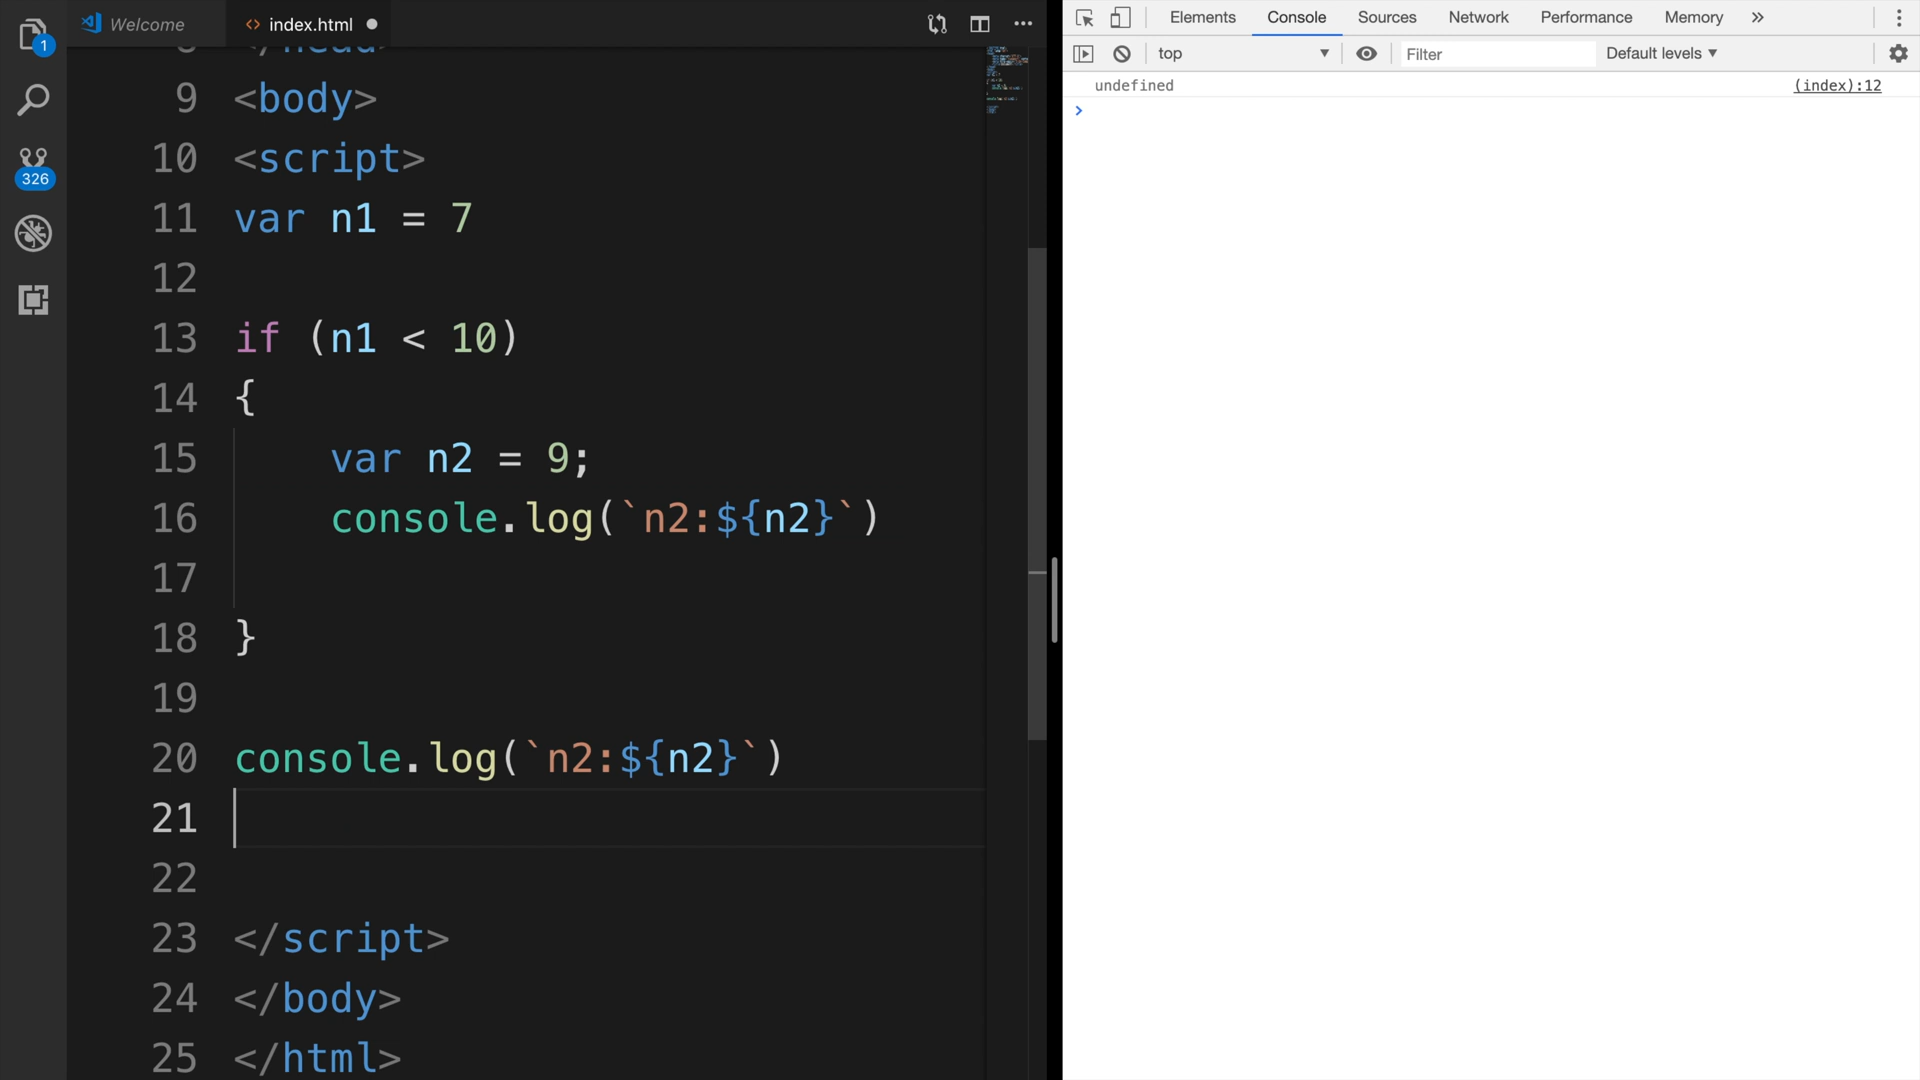 Welcome
<> index.html
1
326
8 </head>
9 <body>
10 <script>
11 var n1 = 7
12
13 if (n1 < 10)
14 {
15 var n2 = 9;
16 console.log(`n2:${n2}`)
17
18 }
19
20 console.log(`n2:${n2}`)
21
22
23 </script>
24 </body>
25 </html>
Elements Console Sources Network Performance Memory »
top Filter Default levels
undefined (index):12
>